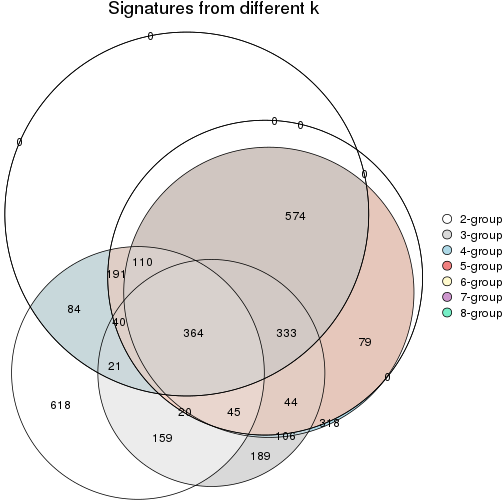 Signatures from different k
0
0
0
0
0
574
110
191
84
40
364
333
79
21
0
618
20
45
44
318
159
106
189
2-group
3-group
4-group
5-group
6-group
7-group
8-group